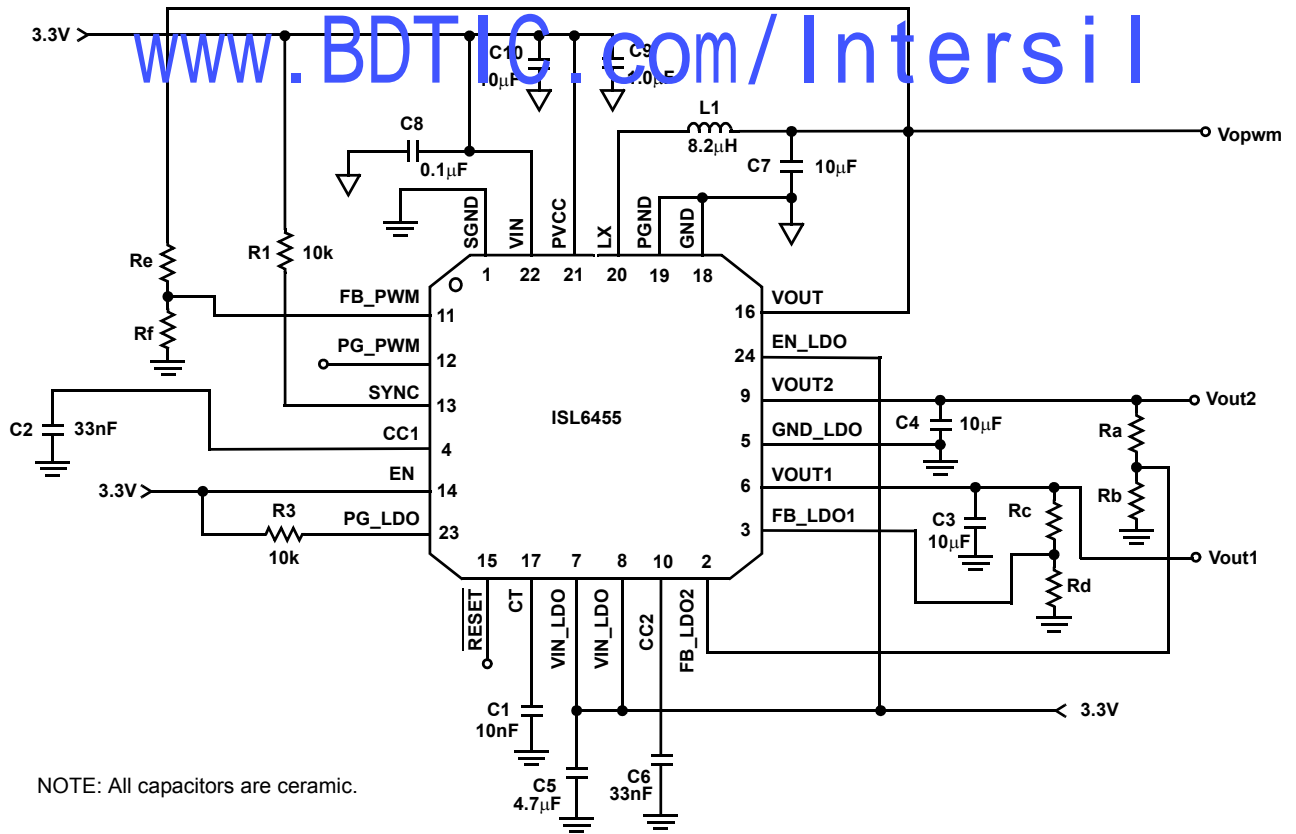 www.BDTIC.com/Intersil
3.3V
C10
10µF
C9
1.0µF
L1
8.2µH
Vopwm
C8
0.1µF
C7
10µF
SGND
VIN
PVCC
LX
PGND
GND
Re
R1
10k
1
22
21
20
19
18
FB_PWM
11
VOUT
16
Rf
PG_PWM
12
EN_LDO
24
SYNC
13
ISL6455
VOUT2
9
Vout2
C2
33nF
CC1
4
C4
10µF
GND_LDO
5
Ra
EN
14
3.3V
VOUT1
6
Rb
R3
10k
PG_LDO
23
FB_LDO1
3
C3
10µF
Rc
Vout1
15
17
7
8
10
2
Rd
RESET
CT
VIN_LDO
VIN_LDO
CC2
FB_LDO2
C1
10nF
3.3V
C5
4.7µF
C6
33nF
NOTE: All capacitors are ceramic.